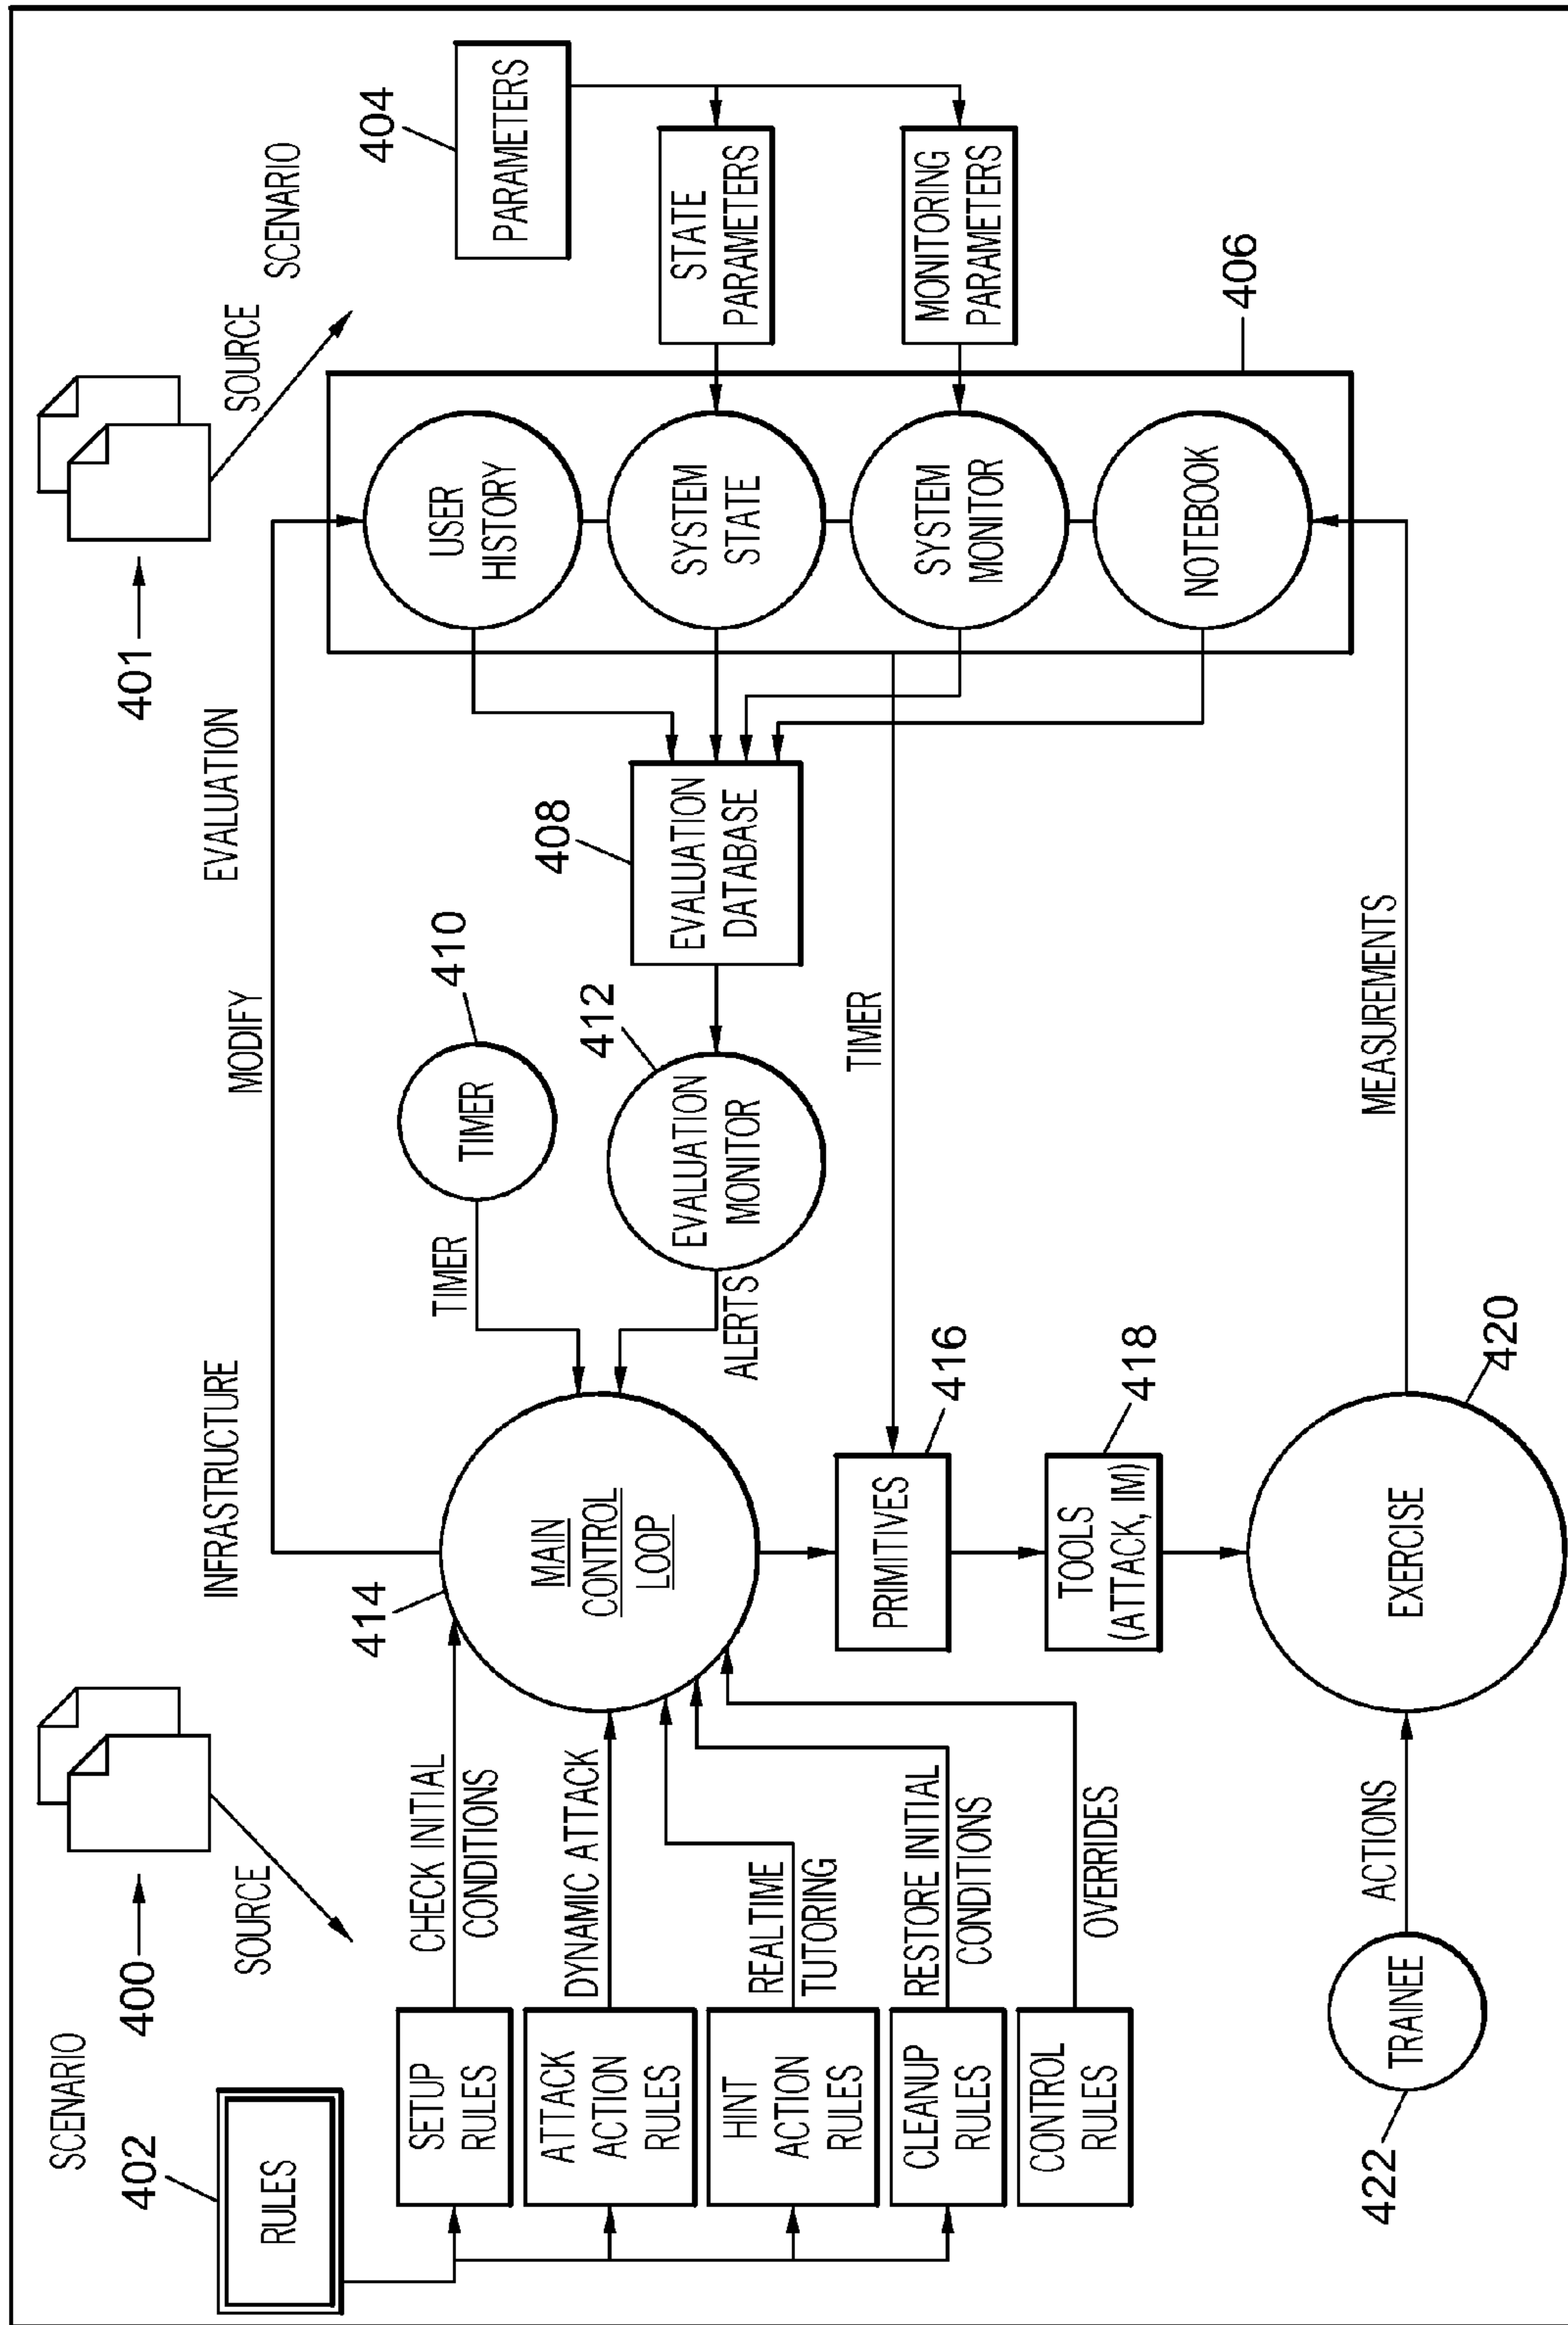 SCENARIO
INFRASTRUCTURE
EVALUATION
SCENARIO
400
SOURCE
401
SOURCE
402
RULES
MODIFY
404
PARAMETERS
SETUP
RULES
CHECK INITIAL
CONDITIONS
ATTACK
ACTION
RULES
DYNAMIC ATTACK
HINT
ACTION
RULES
REALTIME
TUTORING
CLEANUP
RULES
RESTORE INITIAL
CONDITIONS
CONTROL
RULES
OVERRIDES
414
MAIN
CONTROL
LOOP
TIMER
TIMER
410
ALERTS
EVALUATION
MONITOR
412
EVALUATION
DATABASE
408
USER
HISTORY
SYSTEM
STATE
SYSTEM
MONITOR
NOTEBOOK
406
STATE
PARAMETERS
MONITORING
PARAMETERS
TIMER
PRIMITIVES
416
TOOLS
(ATTACK, IM)
418
422
TRAINEE
ACTIONS
EXERCISE
420
MEASUREMENTS